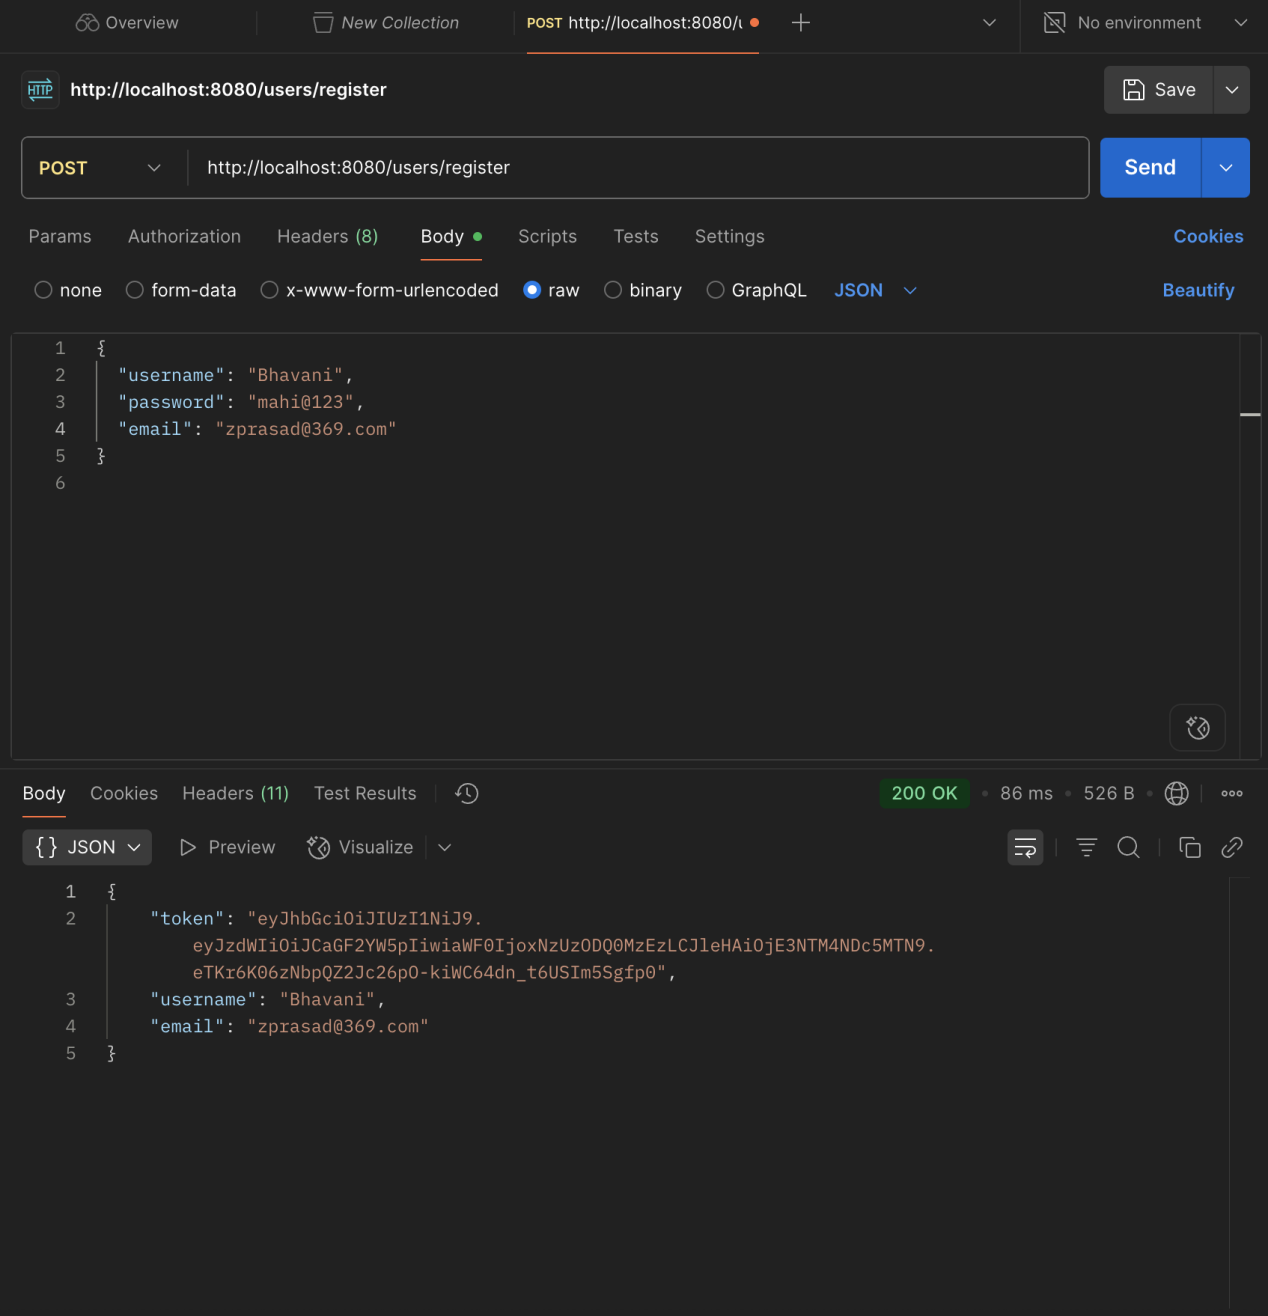 Overview
New Collection
POST http://localhost:8080/u
No environment
HTTP http://localhost:8080/users/register
Save
POST http://localhost:8080/users/register
Send
Params Authorization Headers (8) Body Scripts Tests Settings Cookies
none form-data x-www-form-urlencoded raw binary GraphQL JSON Beautify
1 {
2 "username": "Bhavani",
3 "password": "mahi@123",
4 "email": "zprasad@369.com"
5 }
6
Body Cookies Headers (11) Test Results 200 OK • 86 ms • 526 B •
{} JSON Preview Visualize
1 {
2 "token": "eyJhbGciOiJIUzI1NiJ9.
eyJzdWIiOiJCaGF2YW5pIiwiaWF0IjoxNzUzODQ0MzEzLCJleHAiOjE3NTM4NDc5MTN9.
eTKr6K06zNbpQZ2Jc26pO-kiWC64dn_t6USIm5Sgfp0",
3 "username": "Bhavani",
4 "email": "zprasad@369.com"
5 }